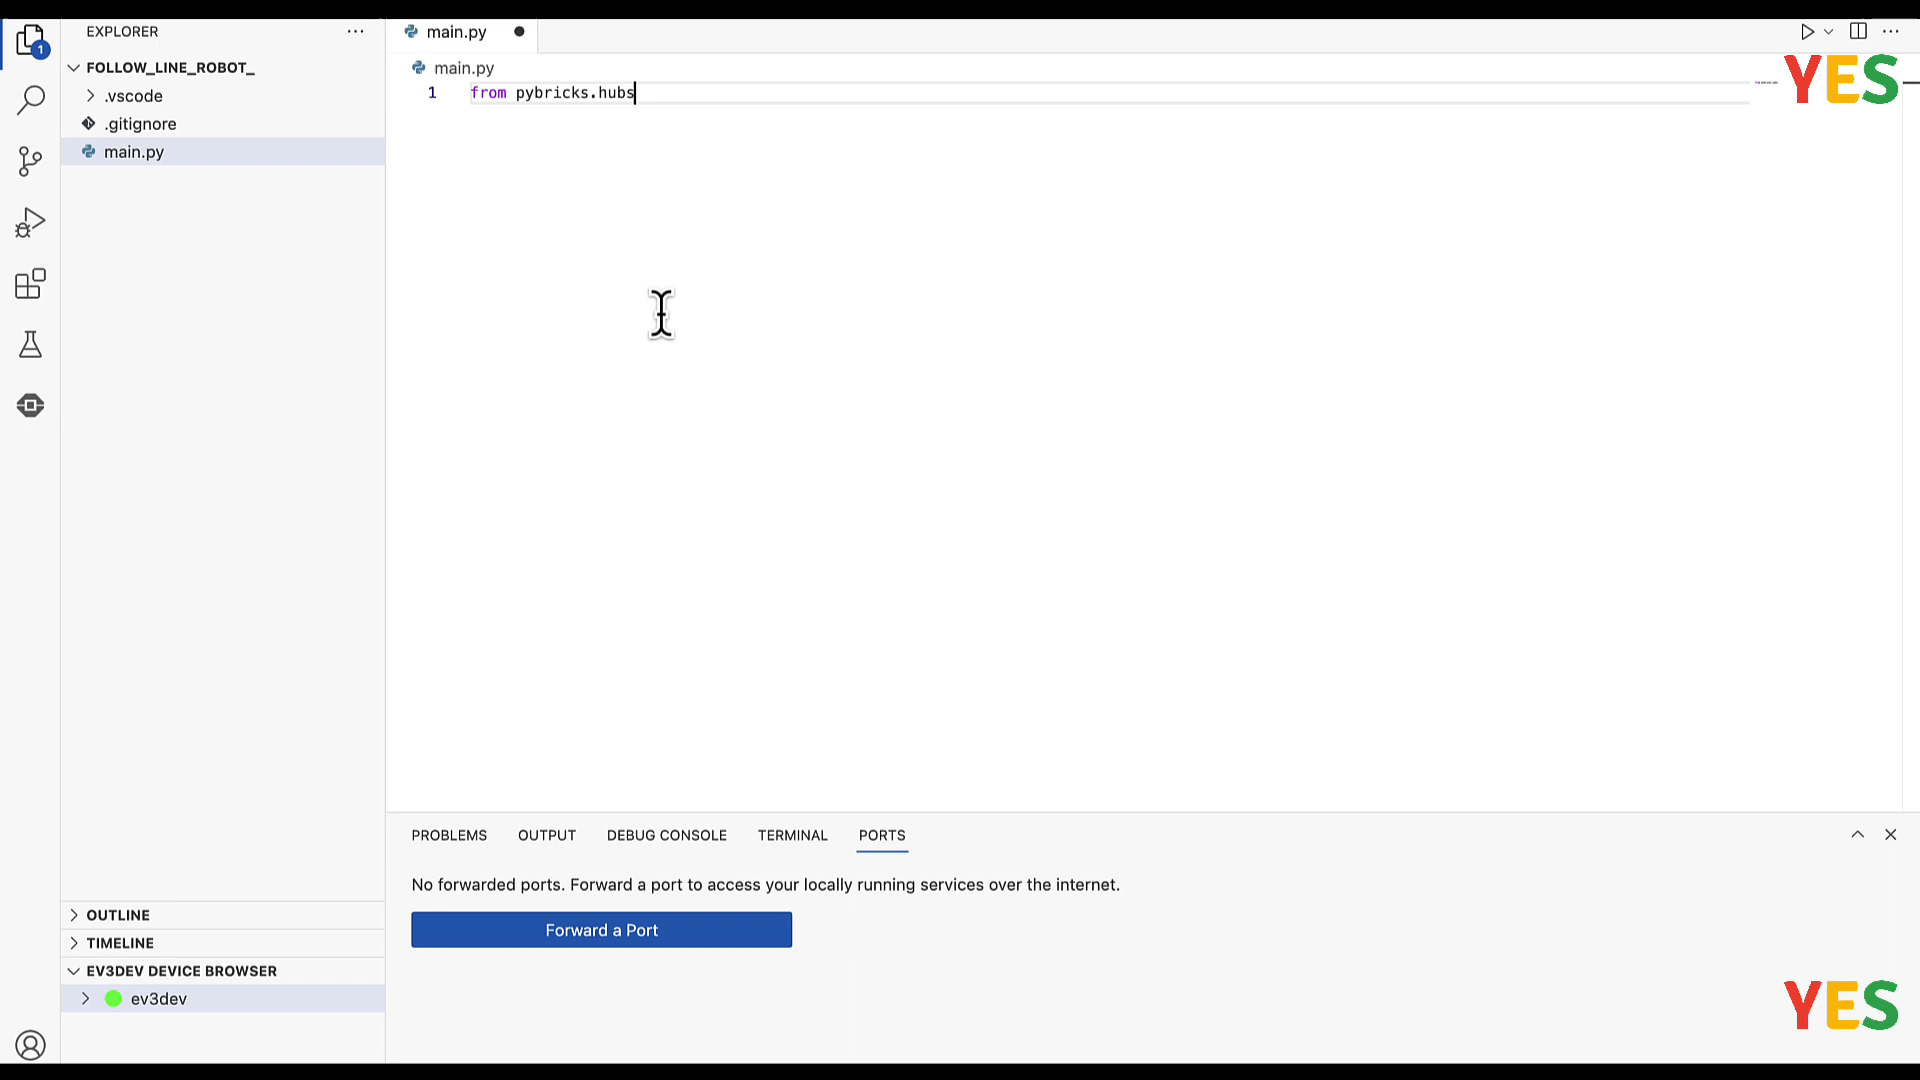 EXPLORER
1
FOLLOW_LINE_ROBOT_
.vscode
.gitignore
main.py
OUTLINE
TIMELINE
EV3DEV DEVICE BROWSER
ev3dev
main.py
main.py
1 from pybricks.hubs
PROBLEMS OUTPUT DEBUG CONSOLE TERMINAL PORTS
No forwarded ports. Forward a port to access your locally running services over the internet.
Forward a Port
YES
YES